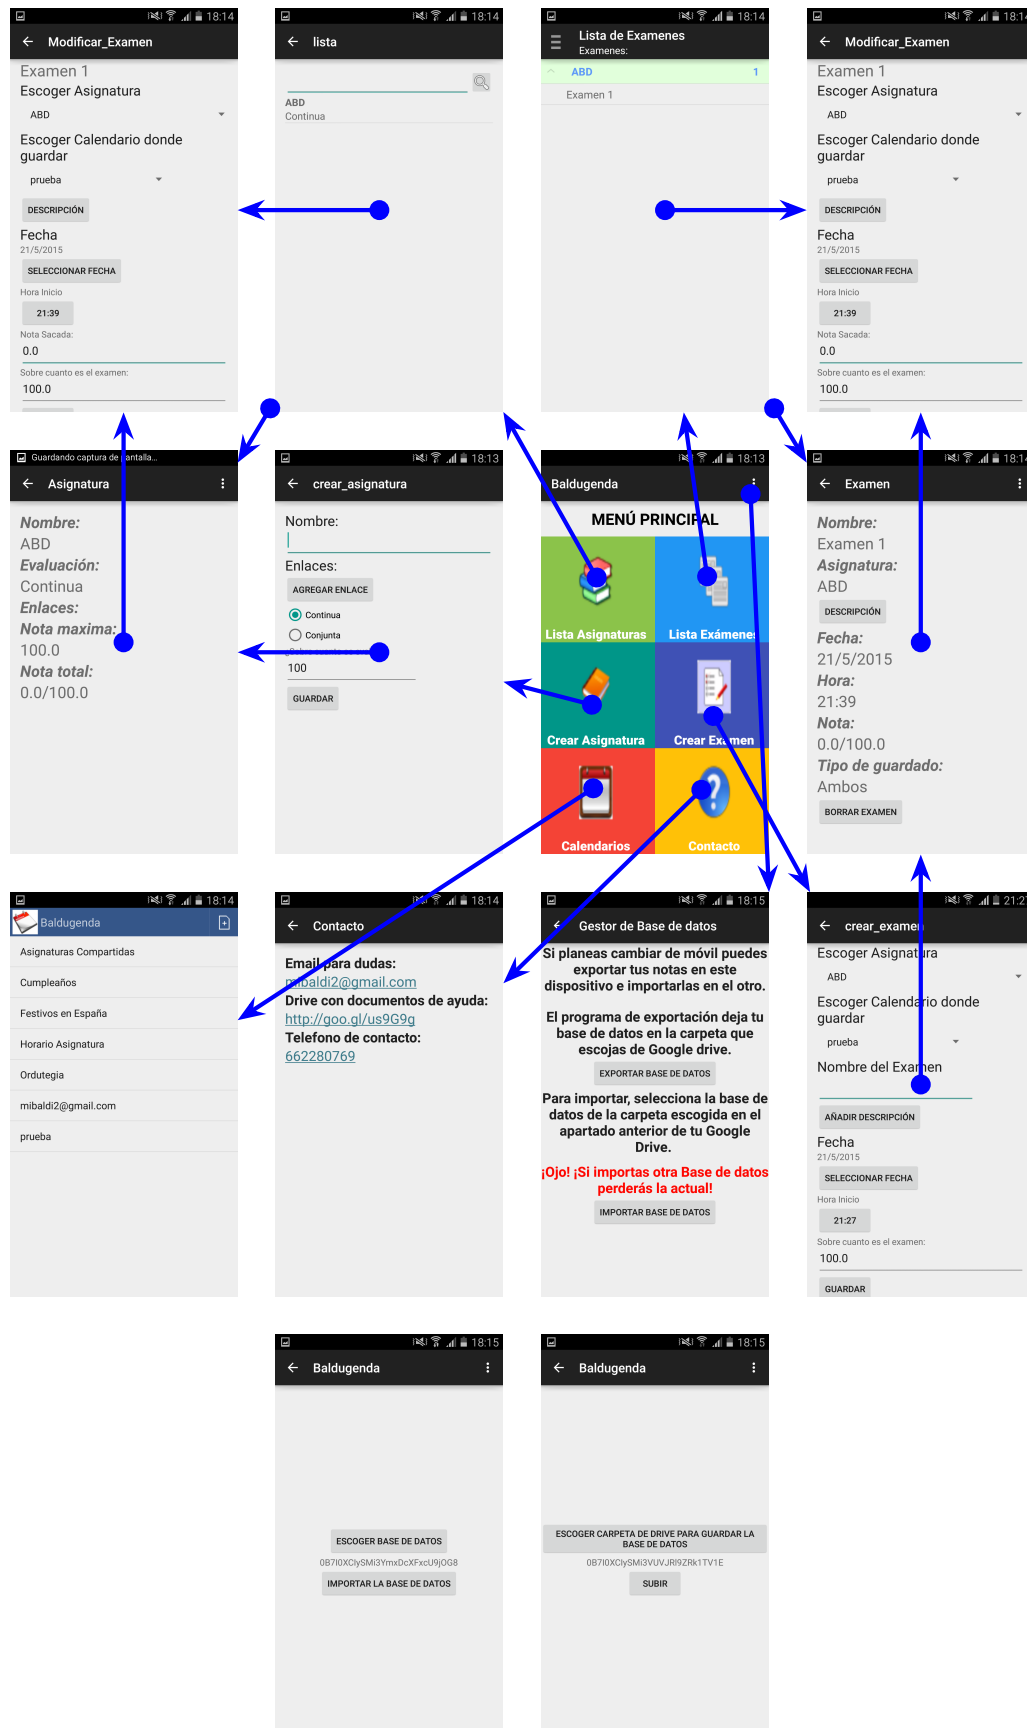 18:14
Modificar_Examen
Examen 1
Escoger Asignatura
ABD
Escoger Calendario donde
guardar
prueba
DESCRIPCIÓN
Fecha
21/5/2015
SELECCIONAR FECHA
Hora Inicio
21:39
Nota Sacada:
0.0
Sobre cuanto es el examen:
100.0
18:14
lista
ABD
Continua
18:14
Lista de Examenes
Examenes:
ABD 1
Examen 1
18:14
Modificar_Examen
Examen 1
Escoger Asignatura
ABD
Escoger Calendario donde
guardar
prueba
DESCRIPCIÓN
Fecha
21/5/2015
SELECCIONAR FECHA
Hora Inicio
21:39
Nota Sacada:
0.0
Sobre cuanto es el examen:
100.0
Guardando captura de pantalla...
Asignatura
Nombre:
ABD
Evaluación:
Continua
Enlaces:
Nota maxima:
100.0
Nota total:
0.0/100.0
18:13
crear_asignatura
Nombre:
Enlaces:
AGREGAR ENLACE
Continua
Conjunta
100
GUARDAR
18:13
Baldugenda
MENÚ PRINCIPAL
Lista Asignaturas
Lista Exámenes
Crear Asignatura
Crear Examen
Calendarios
Contacto
18:14
Examen
Nombre:
Examen 1
Asignatura:
ABD
DESCRIPCIÓN
Fecha:
21/5/2015
Hora:
21:39
Nota:
0.0/100.0
Tipo de guardado:
Ambos
BORRAR EXAMEN
18:14
Baldugenda
Asignaturas Compartidas
Cumpleaños
Festivos en España
Horario Asignatura
Ordutegia
mibaldi2@gmail.com
prueba
18:14
Contacto
Email para dudas:
mibaldi2@gmail.com
Drive con documentos de ayuda:
http://goo.gl/us9G9g
Telefono de contacto:
662280769
18:15
Gestor de Base de datos
Si planeas cambiar de móvil puedes
exportar tus notas en este
dispositivo e importarlas en el otro.
El programa de exportación deja tu
base de datos en la carpeta que
escojas de Google drive.
EXPORTAR BASE DE DATOS
Para importar, selecciona la base de
datos de la carpeta escogida en el
apartado anterior de tu Google
Drive.
¡Ojo! ¡Si importas otra Base de datos
perderás la actual!
IMPORTAR BASE DE DATOS
21:27
crear_examen
Escoger Asignatura
ABD
Escoger Calendario donde
guardar
prueba
Nombre del Examen
AÑADIR DESCRIPCIÓN
Fecha
21/5/2015
SELECCIONAR FECHA
Hora Inicio
21:27
Sobre cuanto es el examen:
100.0
GUARDAR
18:15
Baldugenda
ESCOGER BASE DE DATOS
0B7I0XClySMi3YmxDcXFxcU9jOG8
IMPORTAR LA BASE DE DATOS
18:15
Baldugenda
ESCOGER CARPETA DE DRIVE PARA GUARDAR LA
BASE DE DATOS
0B7I0XClySMi3VUVJRl9ZRk1TV1E
SUBIR